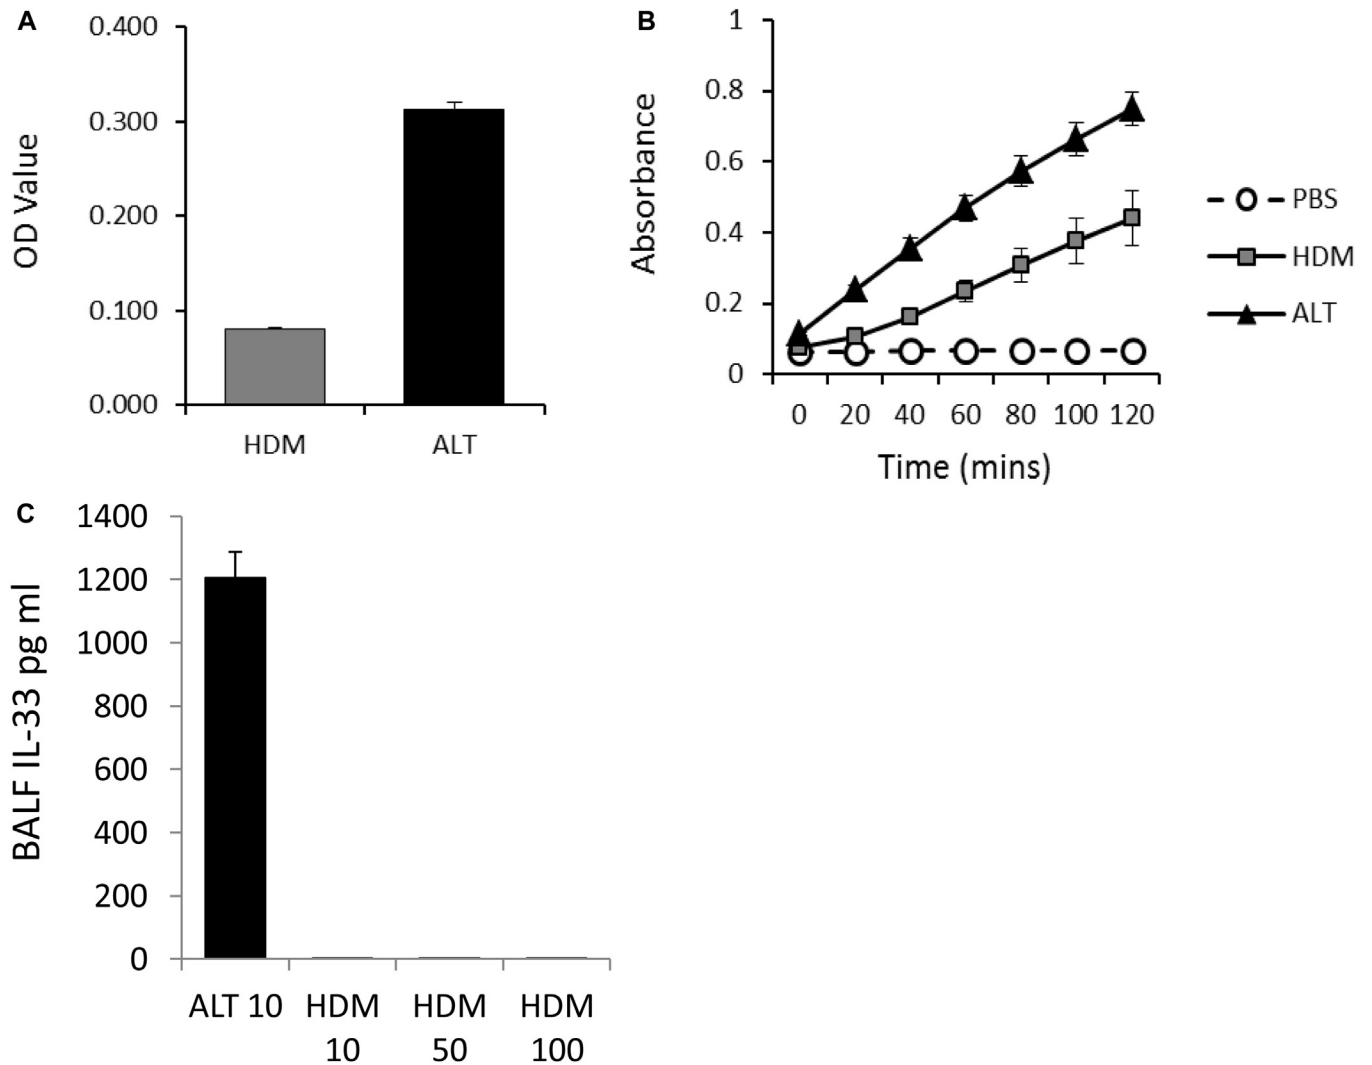 A
0.400
0.300
0.200
0.100
0.000
OD Value
HDM ALT
B
1
0.8
0.6
0.4
0.2
0
Absorbance
0 20 40 60 80 100 120
Time (mins)
PBS
HDM
ALT
C
1400
1200
1000
800
600
400
200
0
BALF IL-33 pg ml
ALT 10 HDM HDM HDM
10 50 100